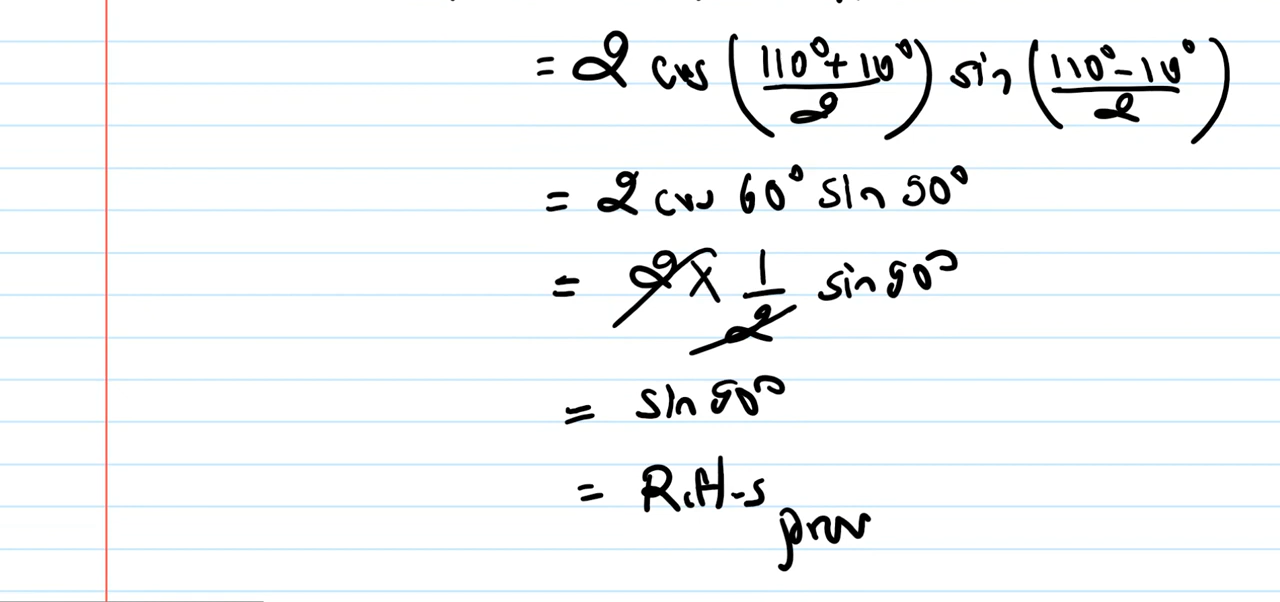 = 2 cos (110°+10°/2) sin (110°-10°/2)
= 2 cos 60° sin 50°
= 2 × 1/2 sin 50°
= sin 50°
= R.H.S
prov